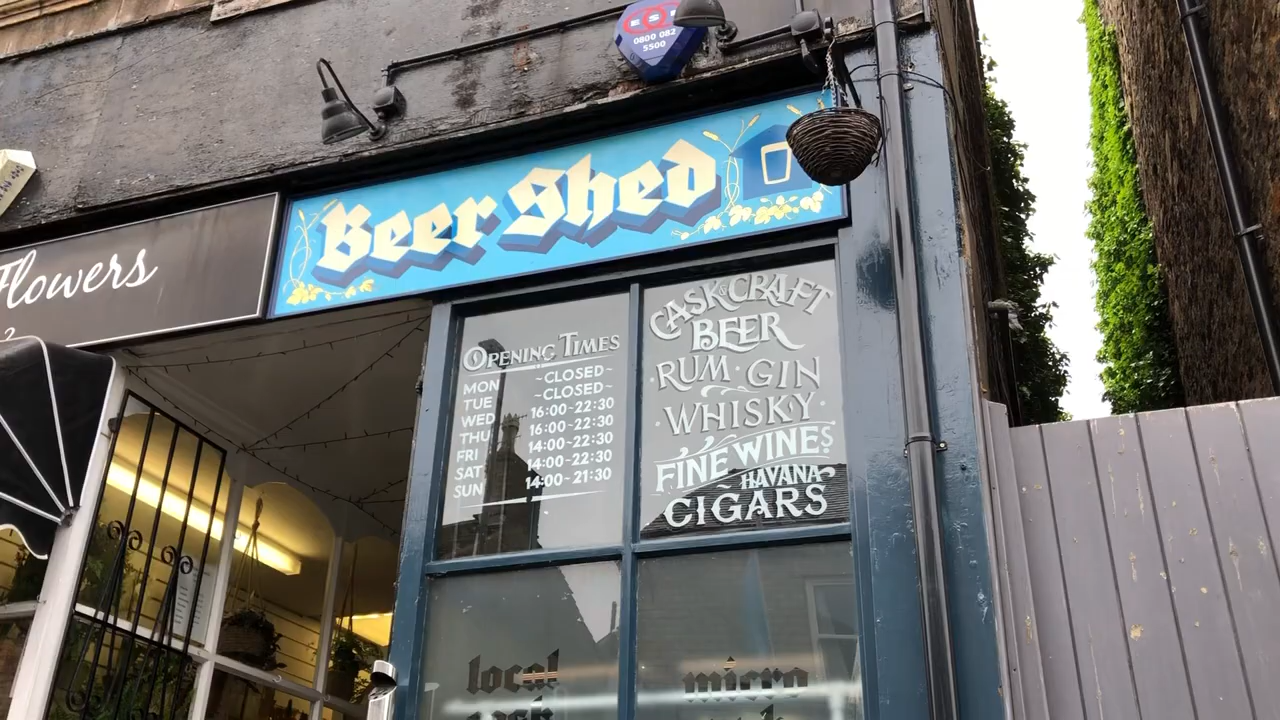 ESL
0800 082
5500
Beer Shed
Flowers
OPENING TIMES
MON ~CLOSED~
TUE ~CLOSED~
WED 16:00~22:30
THU 16:00~22:30
FRI 14:00~22:30
SAT 14:00~22:30
SUN 14:00~21:30
CASK & CRAFT
BEER
RUM · GIN
· WHISKY ·
FINE WINES
HAVANA
CIGARS
local
micro